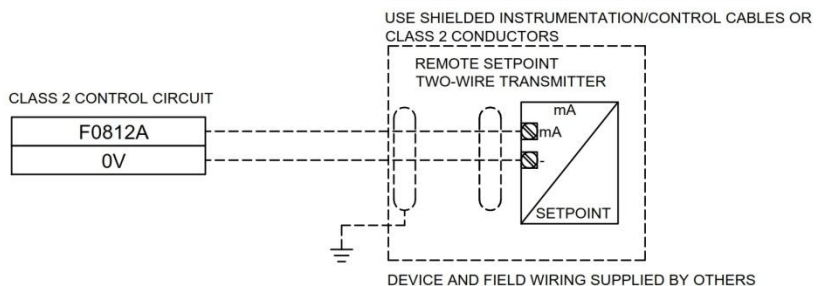 USE SHIELDED INSTRUMENTATION/CONTROL CABLES OR
CLASS 2 CONDUCTORS
REMOTE SETPOINT
TWO-WIRE TRANSMITTER
CLASS 2 CONTROL CIRCUIT
F0812A
0V
mA
mA
-
SETPOINT
DEVICE AND FIELD WIRING SUPPLIED BY OTHERS